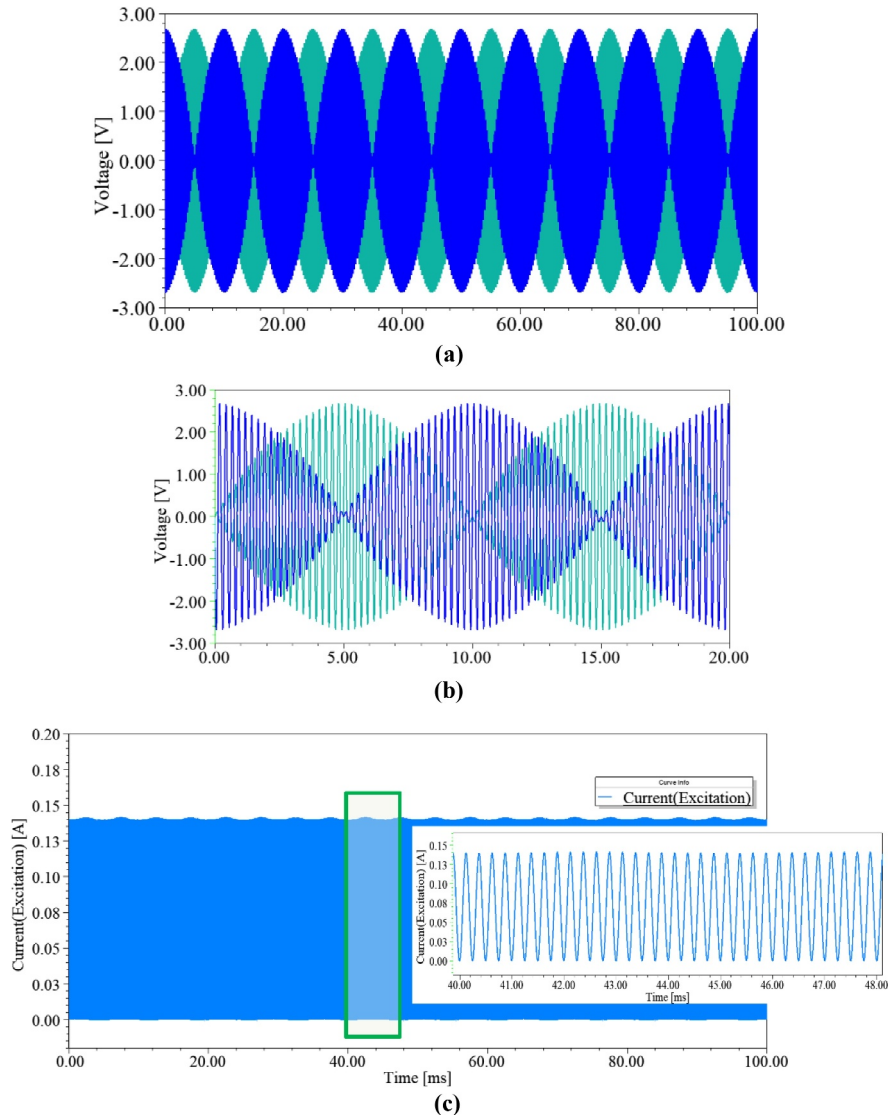 3.00
2.00
1.00
0.00
-1.00
-2.00
-3.00
Voltage [V]
0.00 20.00 40.00 60.00 80.00 100.00
(a)
3.00
2.00
1.00
0.00
-1.00
-2.00
-3.00
Voltage [V]
0.00 5.00 10.00 15.00 20.00
(b)
0.20
0.18
0.15
0.13
0.10
0.08
0.05
0.03
0.00
Current(Excitation) [A]
Curve Info
Current(Excitation)
0.15
0.13
0.10
0.08
0.05
0.03
0.00
Current(Excitation) [A]
40.00 41.00 42.00 43.00 44.00 45.00 46.00 47.00 48.00
Time [ms]
0.00 20.00 40.00 60.00 80.00 100.00
Time [ms]
(c)